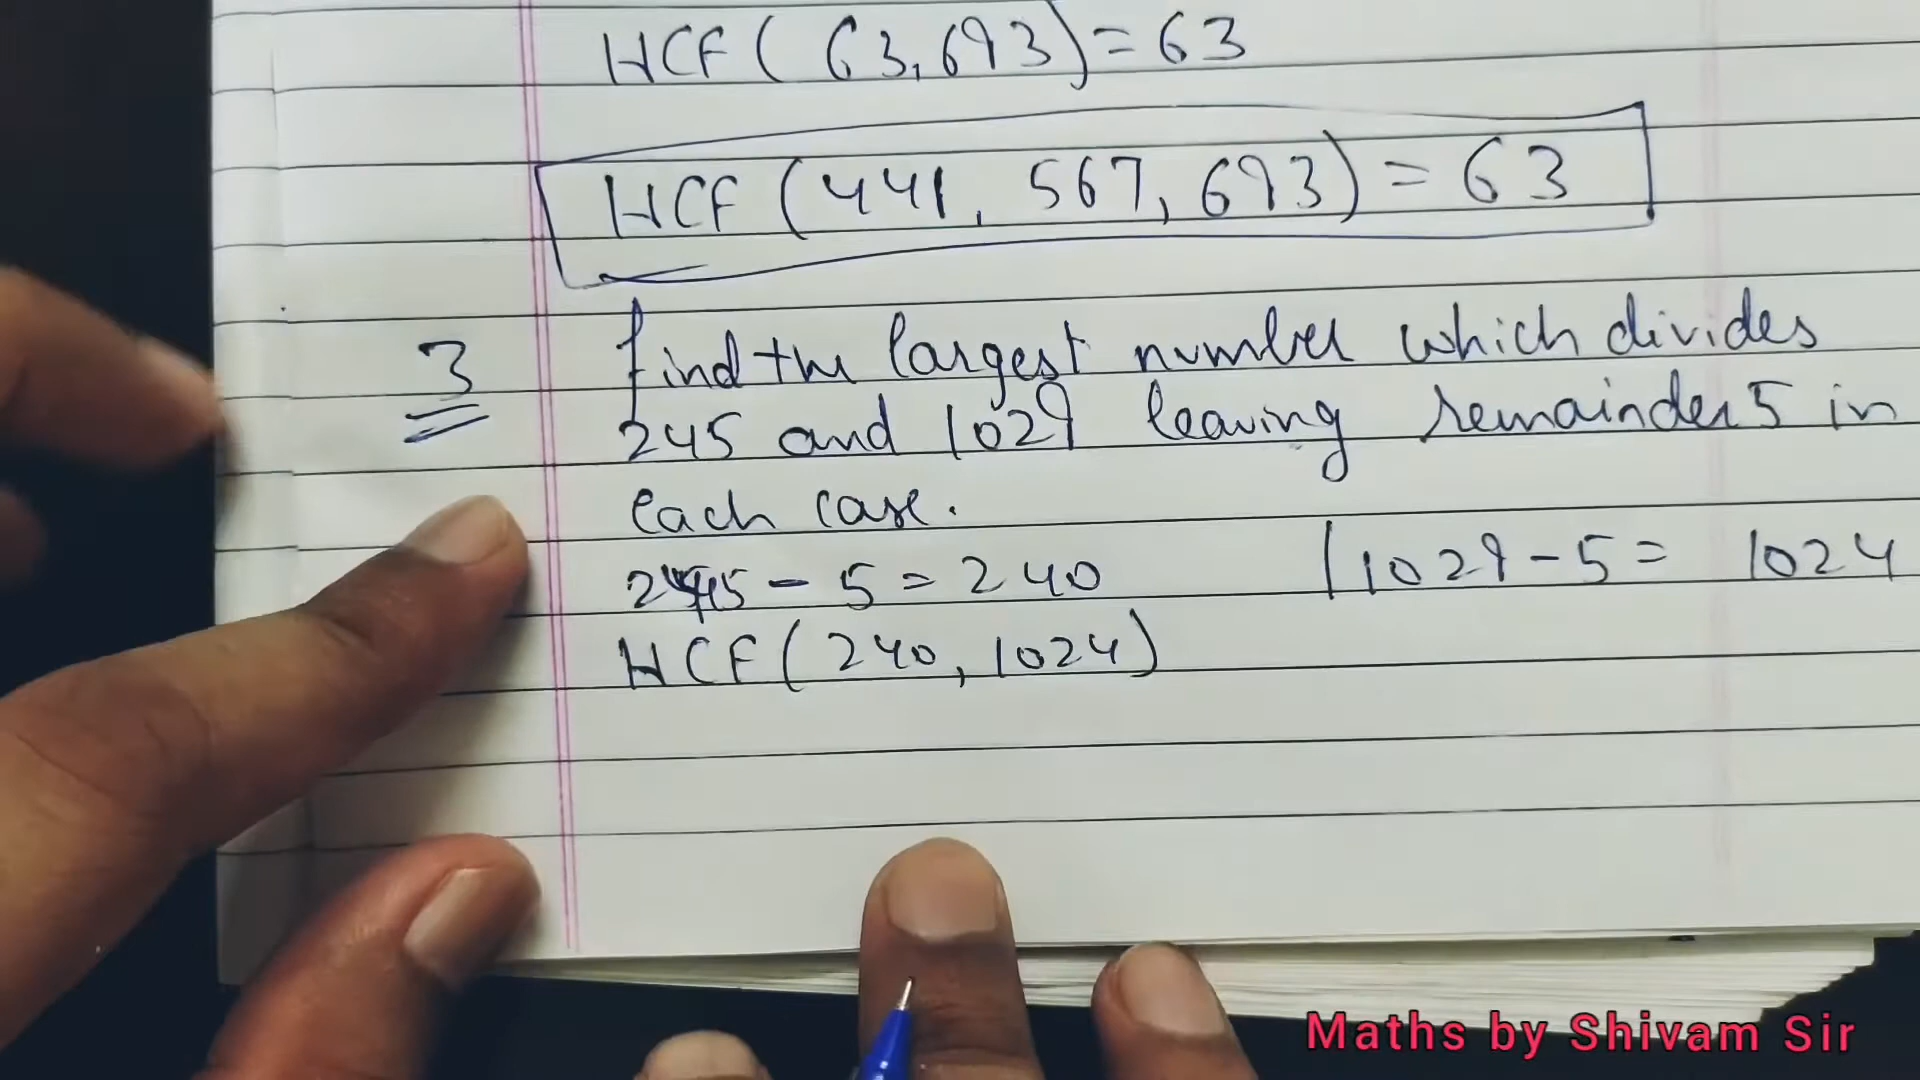 HCF ( 63, 693) = 63
HCF (441, 567, 693) = 63
3 find the largest number which divides
245 and 1029 leaving remainder 5 in
each case.
245 - 5 = 240 | 1029 - 5 = 1024
HCF ( 240, 1024)
Maths by Shivam Sir